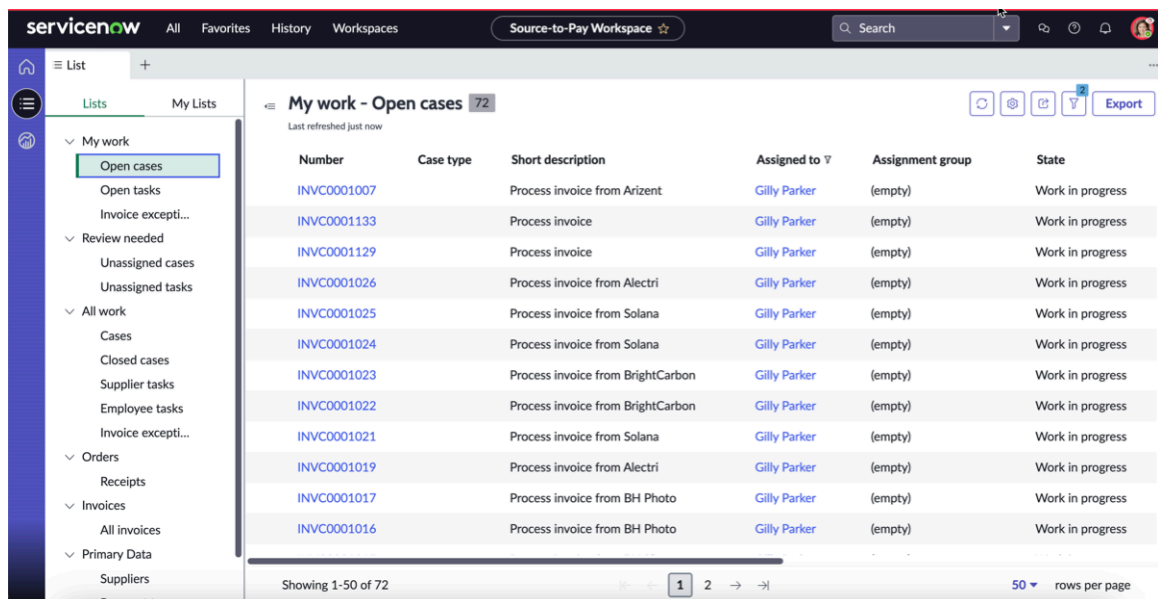 servicenow All Favorites History Workspaces Source-to-Pay Workspace Search
List
Lists My Lists
My work
Open cases
Open tasks
Invoice excepti...
Review needed
Unassigned cases
Unassigned tasks
All work
Cases
Closed cases
Supplier tasks
Employee tasks
Invoice excepti...
Orders
Receipts
Invoices
All invoices
Primary Data
Suppliers
My work - Open cases 72
Last refreshed just now
2
Export
Number Case type Short description Assigned to Assignment group State
INVC0001007 Process invoice from Arizent Gilly Parker (empty) Work in progress
INVC0001133 Process invoice Gilly Parker (empty) Work in progress
INVC0001129 Process invoice Gilly Parker (empty) Work in progress
INVC0001026 Process invoice from Alectri Gilly Parker (empty) Work in progress
INVC0001025 Process invoice from Solana Gilly Parker (empty) Work in progress
INVC0001024 Process invoice from Solana Gilly Parker (empty) Work in progress
INVC0001023 Process invoice from BrightCarbon Gilly Parker (empty) Work in progress
INVC0001022 Process invoice from BrightCarbon Gilly Parker (empty) Work in progress
INVC0001021 Process invoice from Solana Gilly Parker (empty) Work in progress
INVC0001019 Process invoice from Alectri Gilly Parker (empty) Work in progress
INVC0001017 Process invoice from BH Photo Gilly Parker (empty) Work in progress
INVC0001016 Process invoice from BH Photo Gilly Parker (empty) Work in progress
Showing 1-50 of 72 1 2 50 rows per page